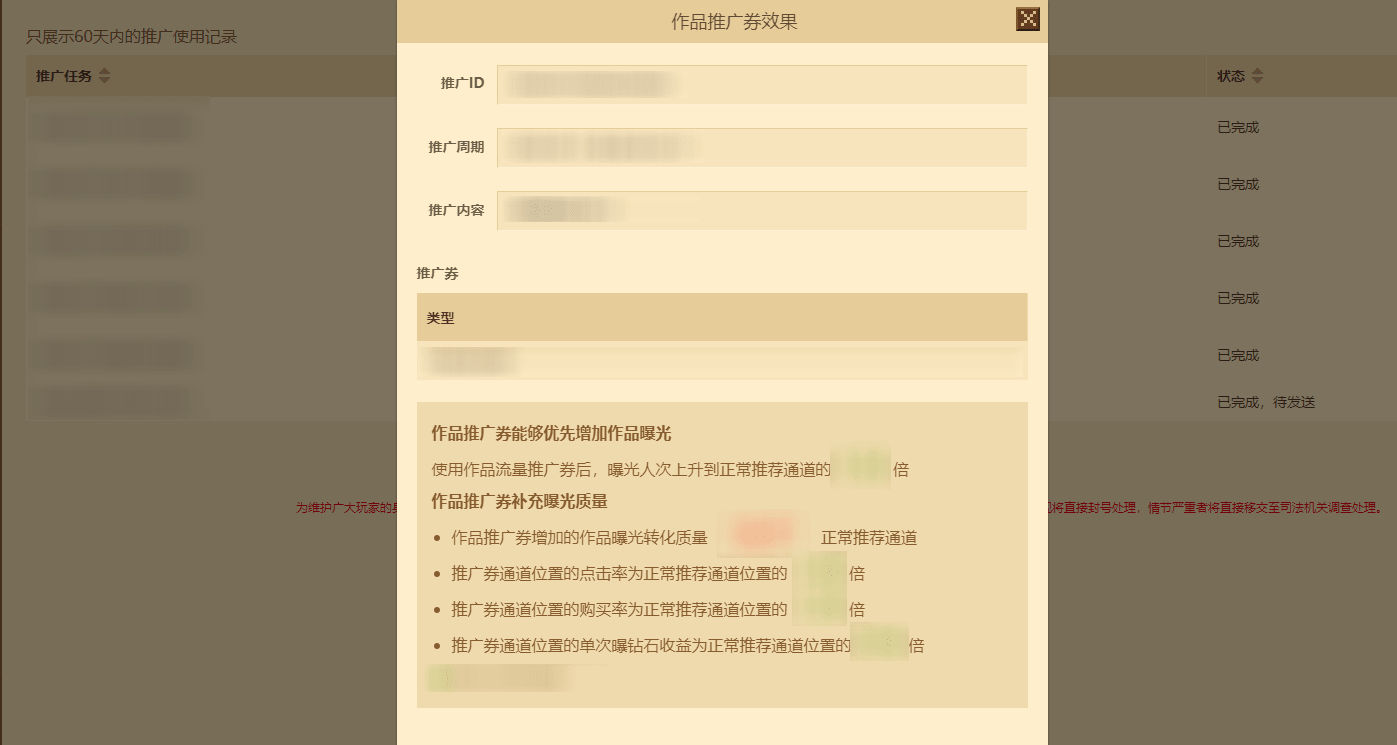 作品推广券效果
只展示60天内的推广使用记录
推广任务
状态
已完成
已完成
已完成
已完成
已完成
已完成，待发送
推广ID
推广周期
推广内容
推广券
类型
作品推广券能够优先增加作品曝光
使用作品流量推广券后，曝光人次上升到正常推荐通道的 倍
作品推广券补充曝光质量
作品推广券增加的作品曝光转化质量 正常推荐通道
推广券通道位置的点击率为正常推荐通道位置的 倍
推广券通道位置的购买率为正常推荐通道位置的 倍
推广券通道位置的单次曝钻石收益为正常推荐通道位置的 倍
为维护广大玩家的 将直接封号处理，情节严重者将直接移交至司法机关调查处理。